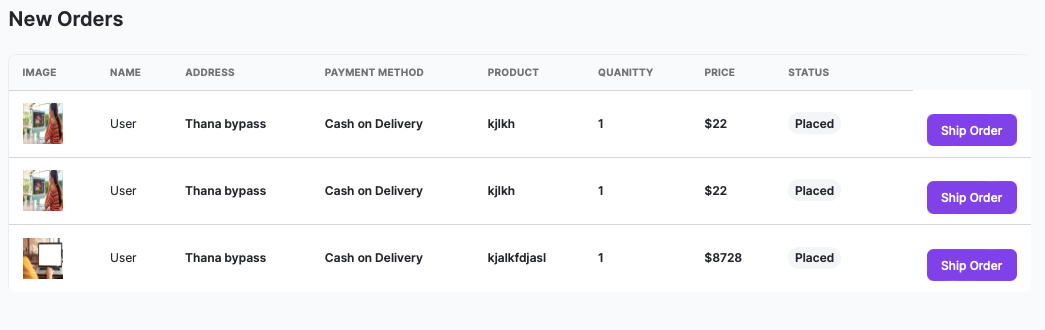 New Orders
IMAGE NAME ADDRESS PAYMENT METHOD PRODUCT QUANITTY PRICE STATUS
User Thana bypass Cash on Delivery kjlkh 1 $22 Placed Ship Order
User Thana bypass Cash on Delivery kjlkh 1 $22 Placed Ship Order
User Thana bypass Cash on Delivery kjalkfdjasl 1 $8728 Placed Ship Order